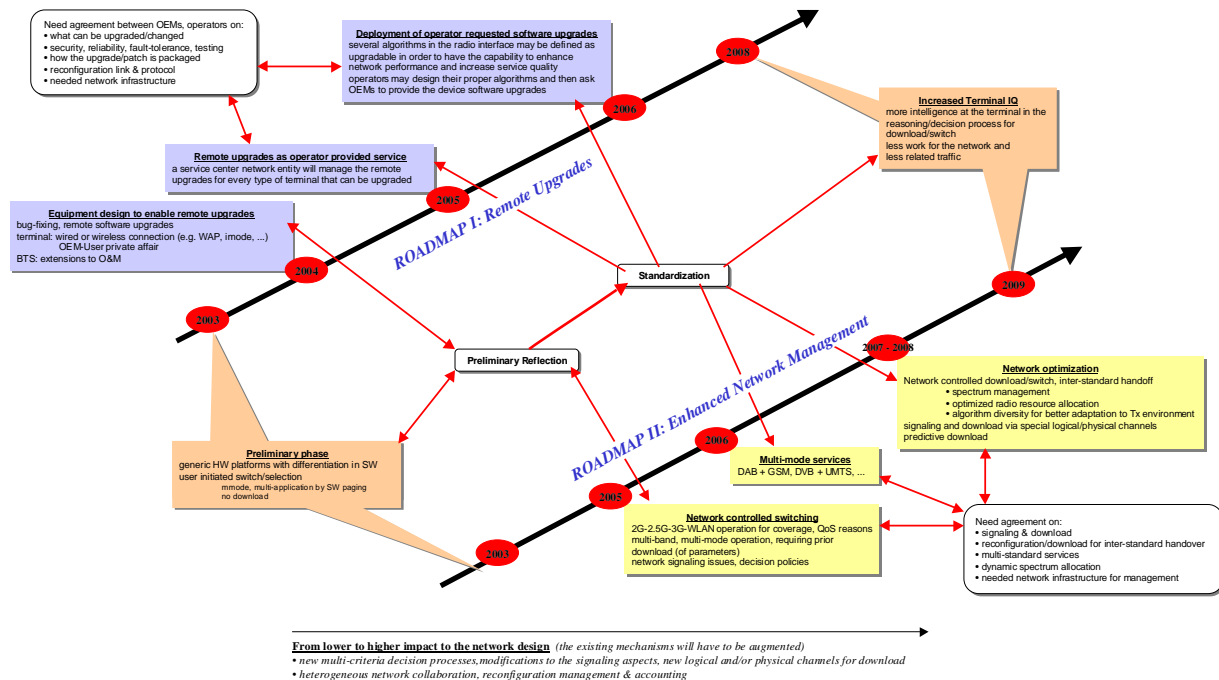 Need agreement between OEMs, operators on:
• what can be upgraded/changed
• security, reliability, fault-tolerance, testing
• how the upgrade/patch is packaged
• reconfiguration link & protocol
• needed network infrastructure
Deployment of operator requested software upgrades
several algorithms in the radio interface may be defined as
upgradable in order to have the capability to enhance
network performance and increase service quality
operators may design their proper algorithms and then ask
OEMs to provide the device software upgrades
2008
Increased Terminal IQ
more intelligence at the terminal in the
reasoning/decision process for
download/switch
less work for the network and
less related traffic
2006
Remote upgrades as operator provided service
a service center network entity will manage the remote
upgrades for every type of terminal that can be upgraded
2005
Equipment design to enable remote upgrades
bug-fixing, remote software upgrades
terminal: wired or wireless connection (e.g. WAP, imode, ...)
OEM-User private affair
BTS: extensions to O&M
2004
ROADMAP I: Remote Upgrades
Standardization
2009
2003
Preliminary Reflection
ROADMAP II: Enhanced Network Management
2007 - 2008
Network optimization
Network controlled download/switch, inter-standard handoff
• spectrum management
• optimized radio resource allocation
• algorithm diversity for better adaptation to Tx environment
signaling and download via special logical/physical channels
predictive download
2006
Preliminary phase
generic HW platforms with differentiation in SW
user initiated switch/selection
mmode, multi-application by SW paging
no download
Multi-mode services
DAB + GSM, DVB + UMTS, ...
2005
Network controlled switching
2G-2.5G-3G-WLAN operation for coverage, QoS reasons
multi-band, multi-mode operation, requiring prior
download (of parameters)
network signaling issues, decision policies
Need agreement on:
• signaling & download
• reconfiguration/download for inter-standard handover
• multi-standard services
• dynamic spectrum allocation
• needed network infrastructure for management
2003
From lower to higher impact to the network design (the existing mechanisms will have to be augmented)
• new multi-criteria decision processes,modifications to the signaling aspects, new logical and/or physical channels for download
• heterogeneous network collaboration, reconfiguration management & accounting